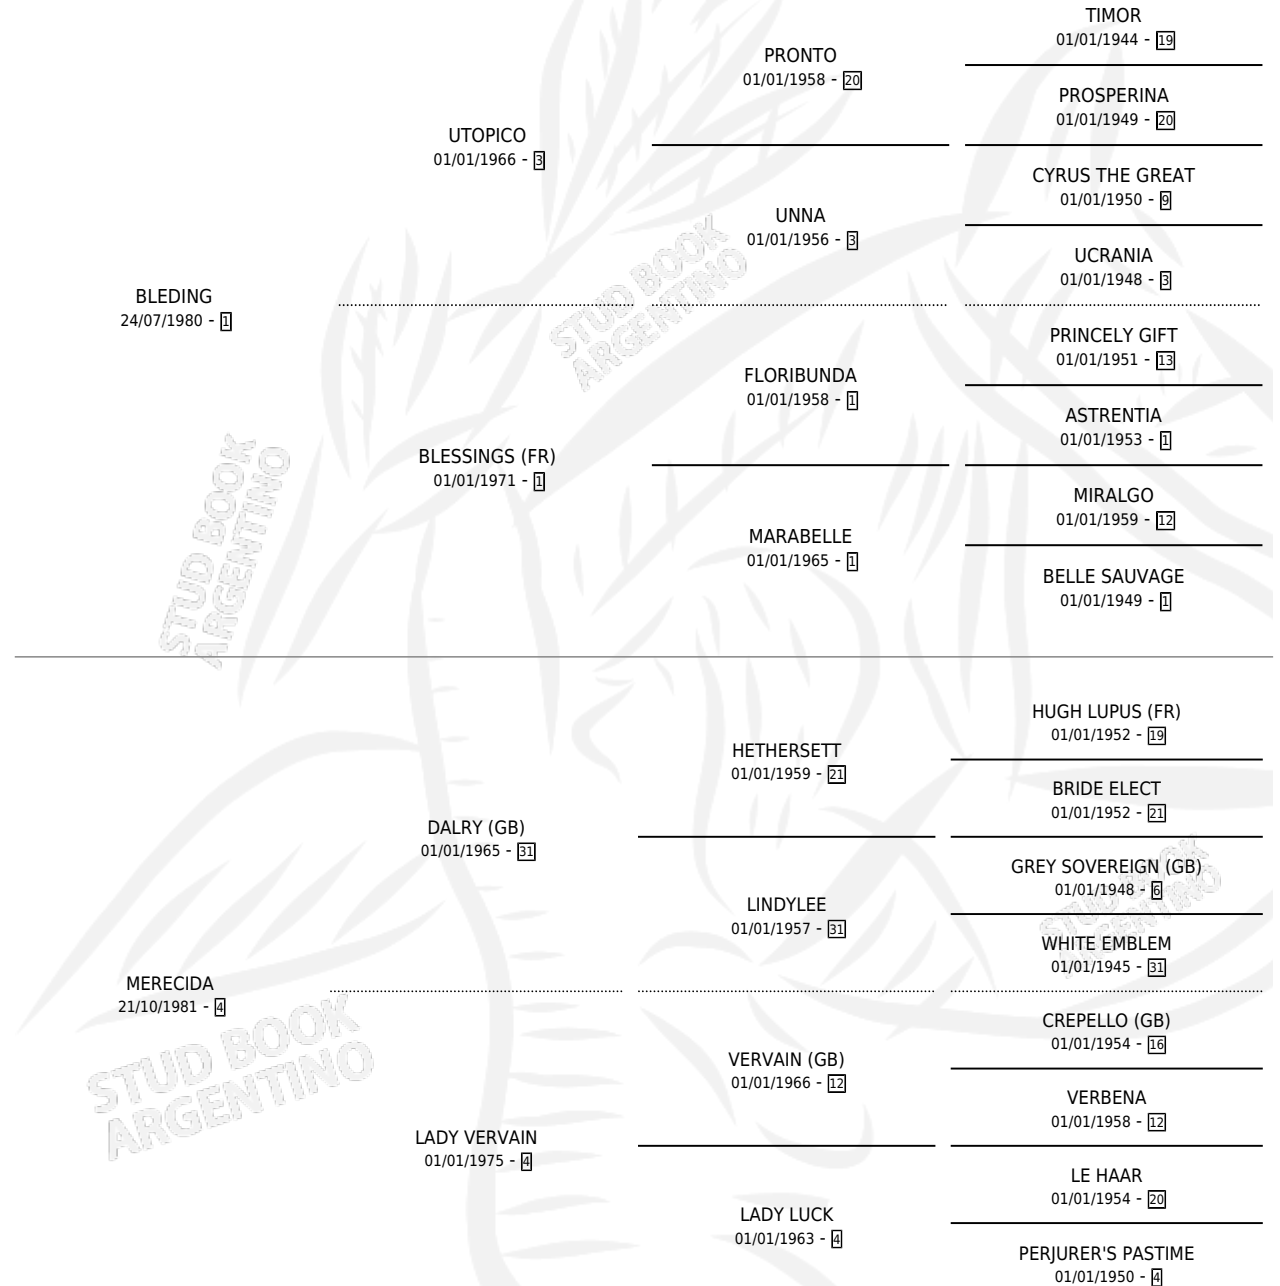 TIMOR
01/01/1944 - 19
PRONTO
01/01/1958 - 20
PROSPERINA
01/01/1949 - 20
UTOPICO
01/01/1966 - 3
CYRUS THE GREAT
01/01/1950 - 9
UNNA
01/01/1956 - 3
UCRANIA
01/01/1948 - 3
BLEDING
24/07/1980 - 1
PRINCELY GIFT
01/01/1951 - 13
FLORIBUNDA
01/01/1958 - 1
ASTRENTIA
01/01/1953 - 1
BLESSINGS (FR)
01/01/1971 - 1
MIRALGO
01/01/1959 - 12
MARABELLE
01/01/1965 - 1
BELLE SAUVAGE
01/01/1949 - 1
HUGH LUPUS (FR)
01/01/1952 - 19
HETHERSETT
01/01/1959 - 21
BRIDE ELECT
01/01/1952 - 21
DALRY (GB)
01/01/1965 - 31
GREY SOVEREIGN (GB)
01/01/1948 - 6
LINDYLEE
01/01/1957 - 31
WHITE EMBLEM
01/01/1945 - 31
MERECIDA
21/10/1981 - 4
CREPELLO (GB)
01/01/1954 - 16
VERVAIN (GB)
01/01/1966 - 12
VERBENA
01/01/1958 - 12
LADY VERVAIN
01/01/1975 - 4
LE HAAR
01/01/1954 - 20
LADY LUCK
01/01/1963 - 4
PERJURER'S PASTIME
01/01/1950 - 4
STUD BOOK
ARGENTINO
STUD BOOK
ARGENTINO
STUD BOOK
ARGENTINO
STUD BOOK
ARGENTINO